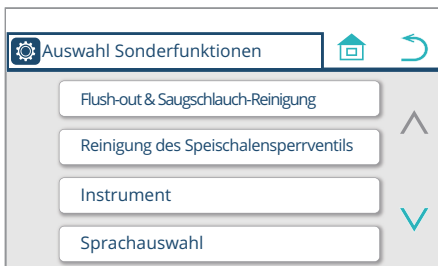 Auswahl Sonderfunktionen
Flush-out & Saugschlauch-Reinigung
Reinigung des Speischalensperrventils
Instrument
Sprachauswahl